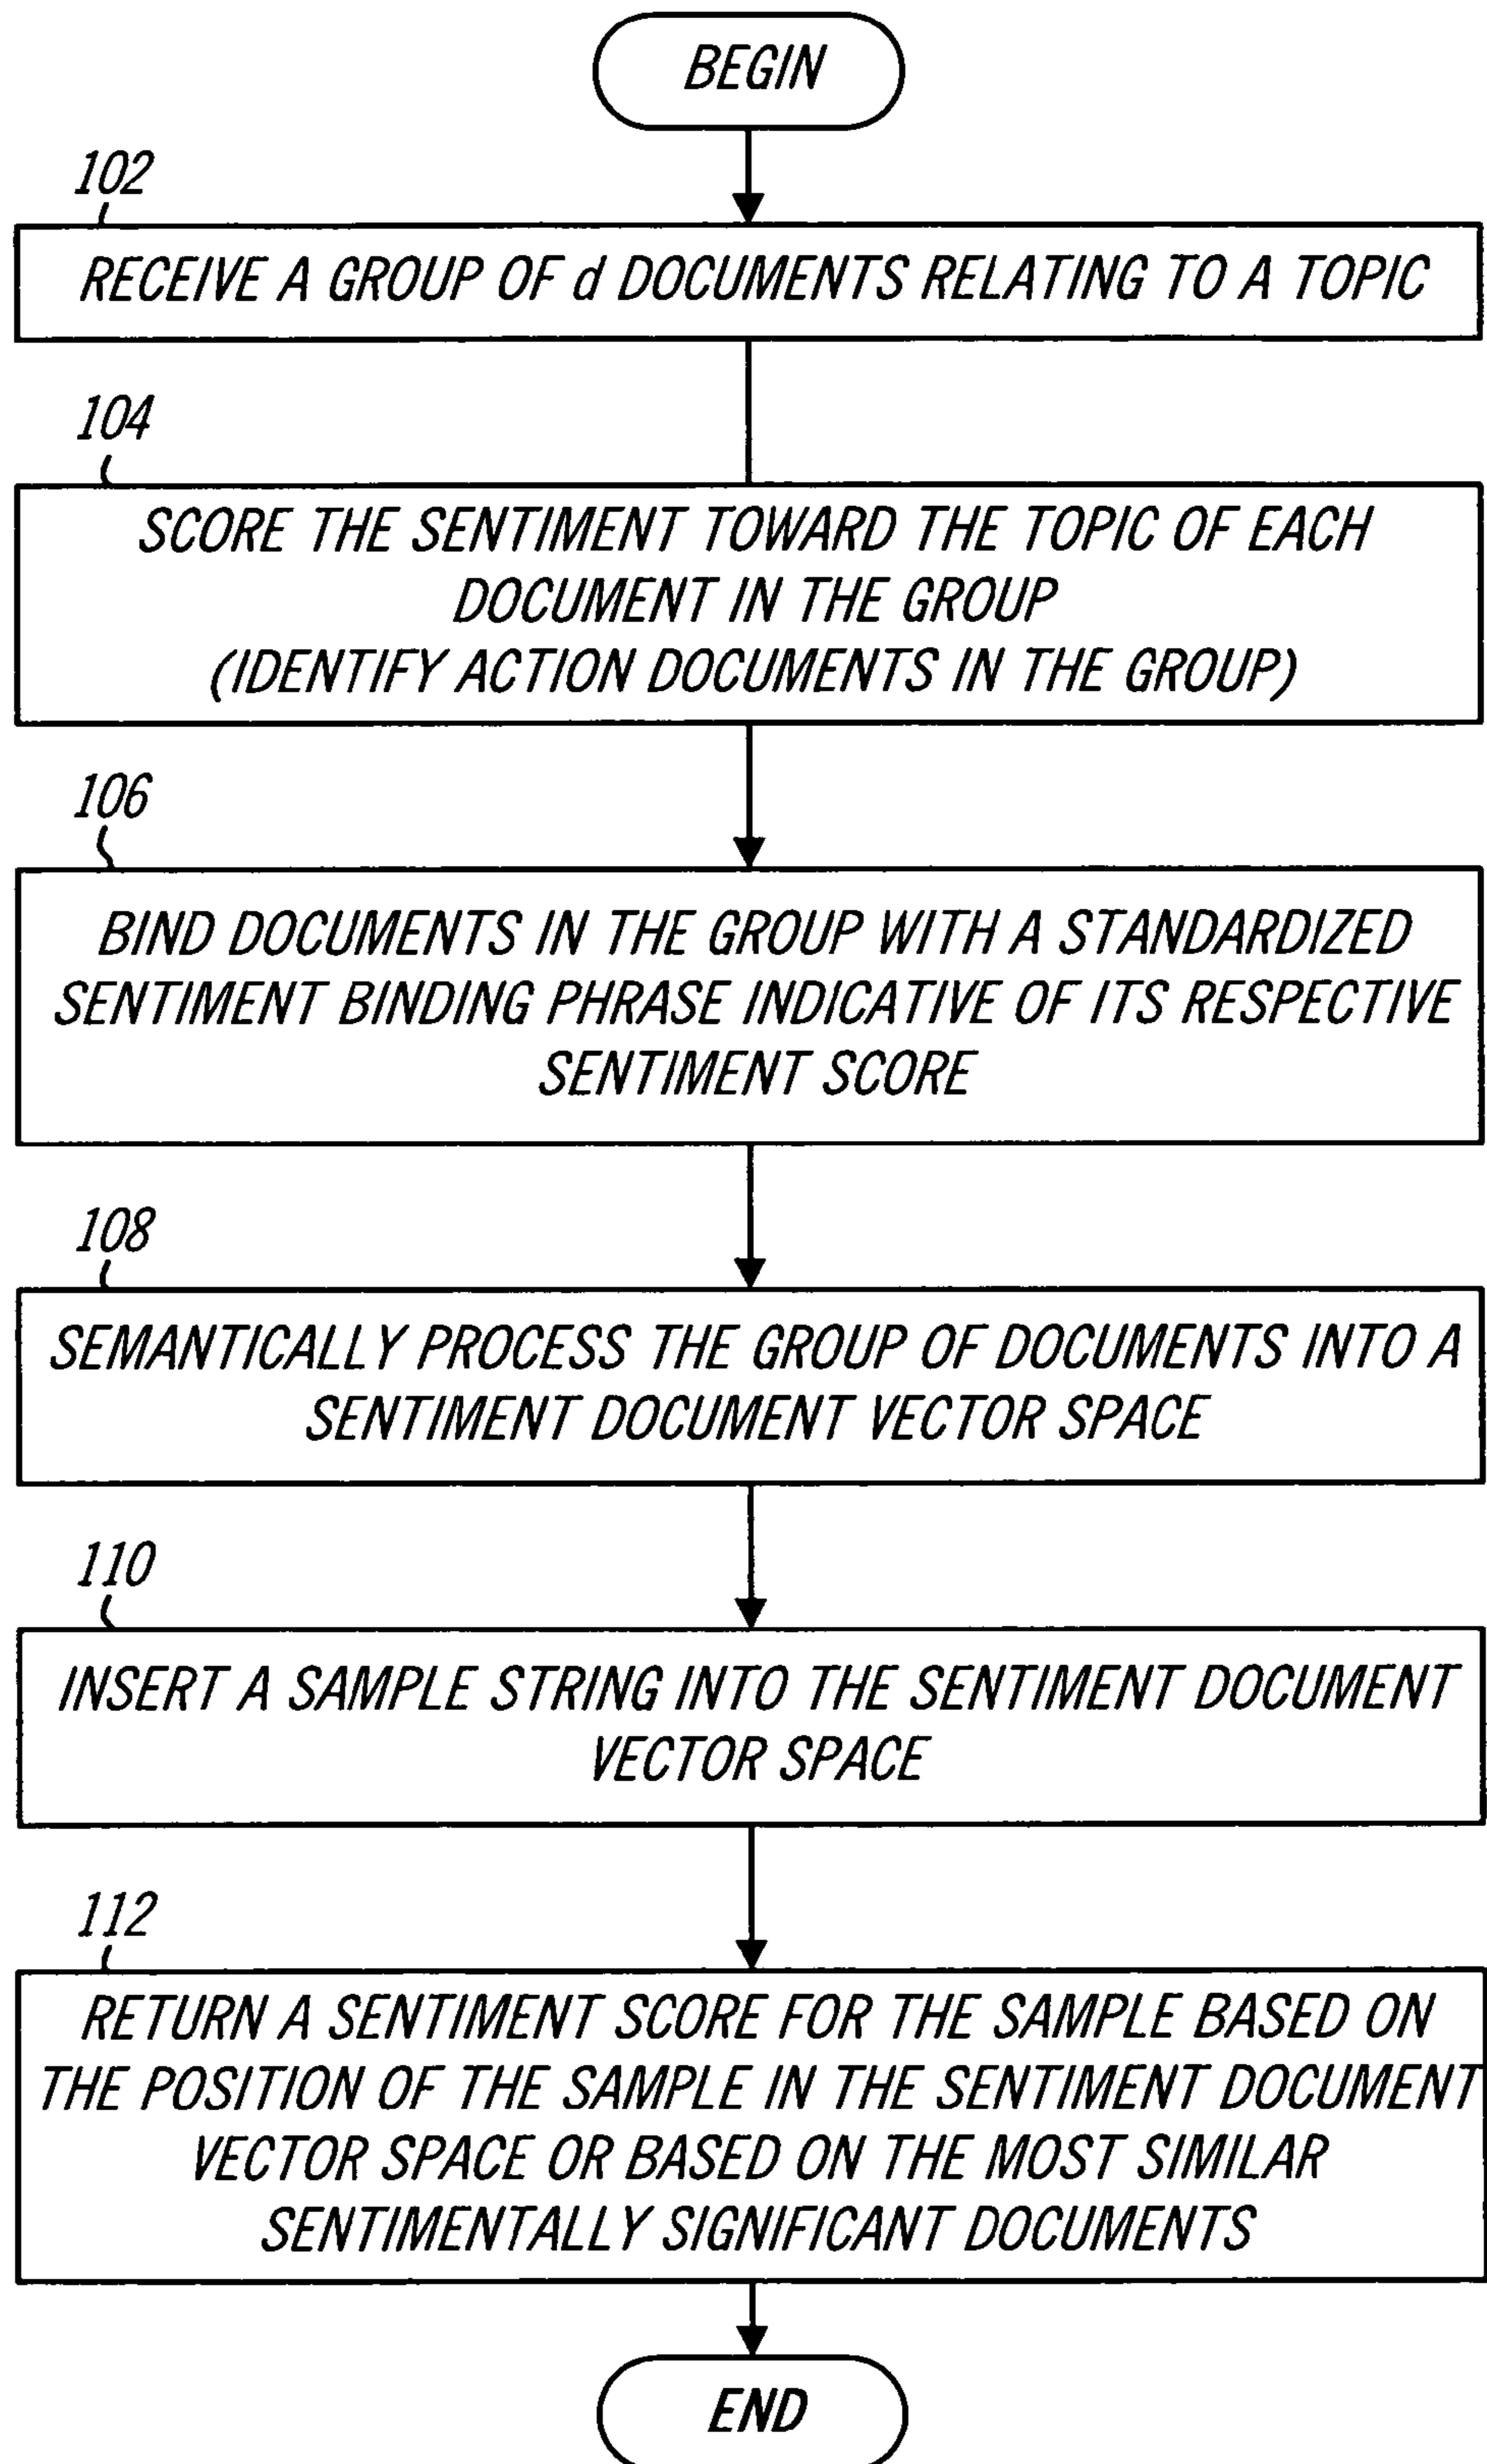 BEGIN
102
RECEIVE A GROUP OF d DOCUMENTS RELATING TO A TOPIC
104
SCORE THE SENTIMENT TOWARD THE TOPIC OF EACH
DOCUMENT IN THE GROUP
(IDENTIFY ACTION DOCUMENTS IN THE GROUP)
106
BIND DOCUMENTS IN THE GROUP WITH A STANDARDIZED
SENTIMENT BINDING PHRASE INDICATIVE OF ITS RESPECTIVE
SENTIMENT SCORE
108
SEMANTICALLY PROCESS THE GROUP OF DOCUMENTS INTO A
SENTIMENT DOCUMENT VECTOR SPACE
110
INSERT A SAMPLE STRING INTO THE SENTIMENT DOCUMENT
VECTOR SPACE
112
RETURN A SENTIMENT SCORE FOR THE SAMPLE BASED ON
THE POSITION OF THE SAMPLE IN THE SENTIMENT DOCUMENT
VECTOR SPACE OR BASED ON THE MOST SIMILAR
SENTIMENTALLY SIGNIFICANT DOCUMENTS
END